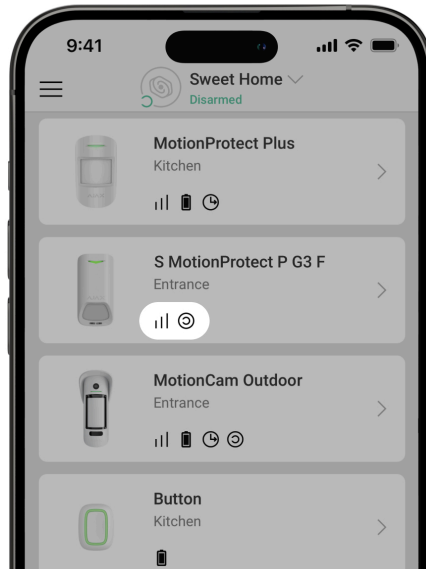 9:41
Sweet Home
Disarmed
MotionProtect Plus
Kitchen
S MotionProtect P G3 F
Entrance
MotionCam Outdoor
Entrance
Button
Kitchen